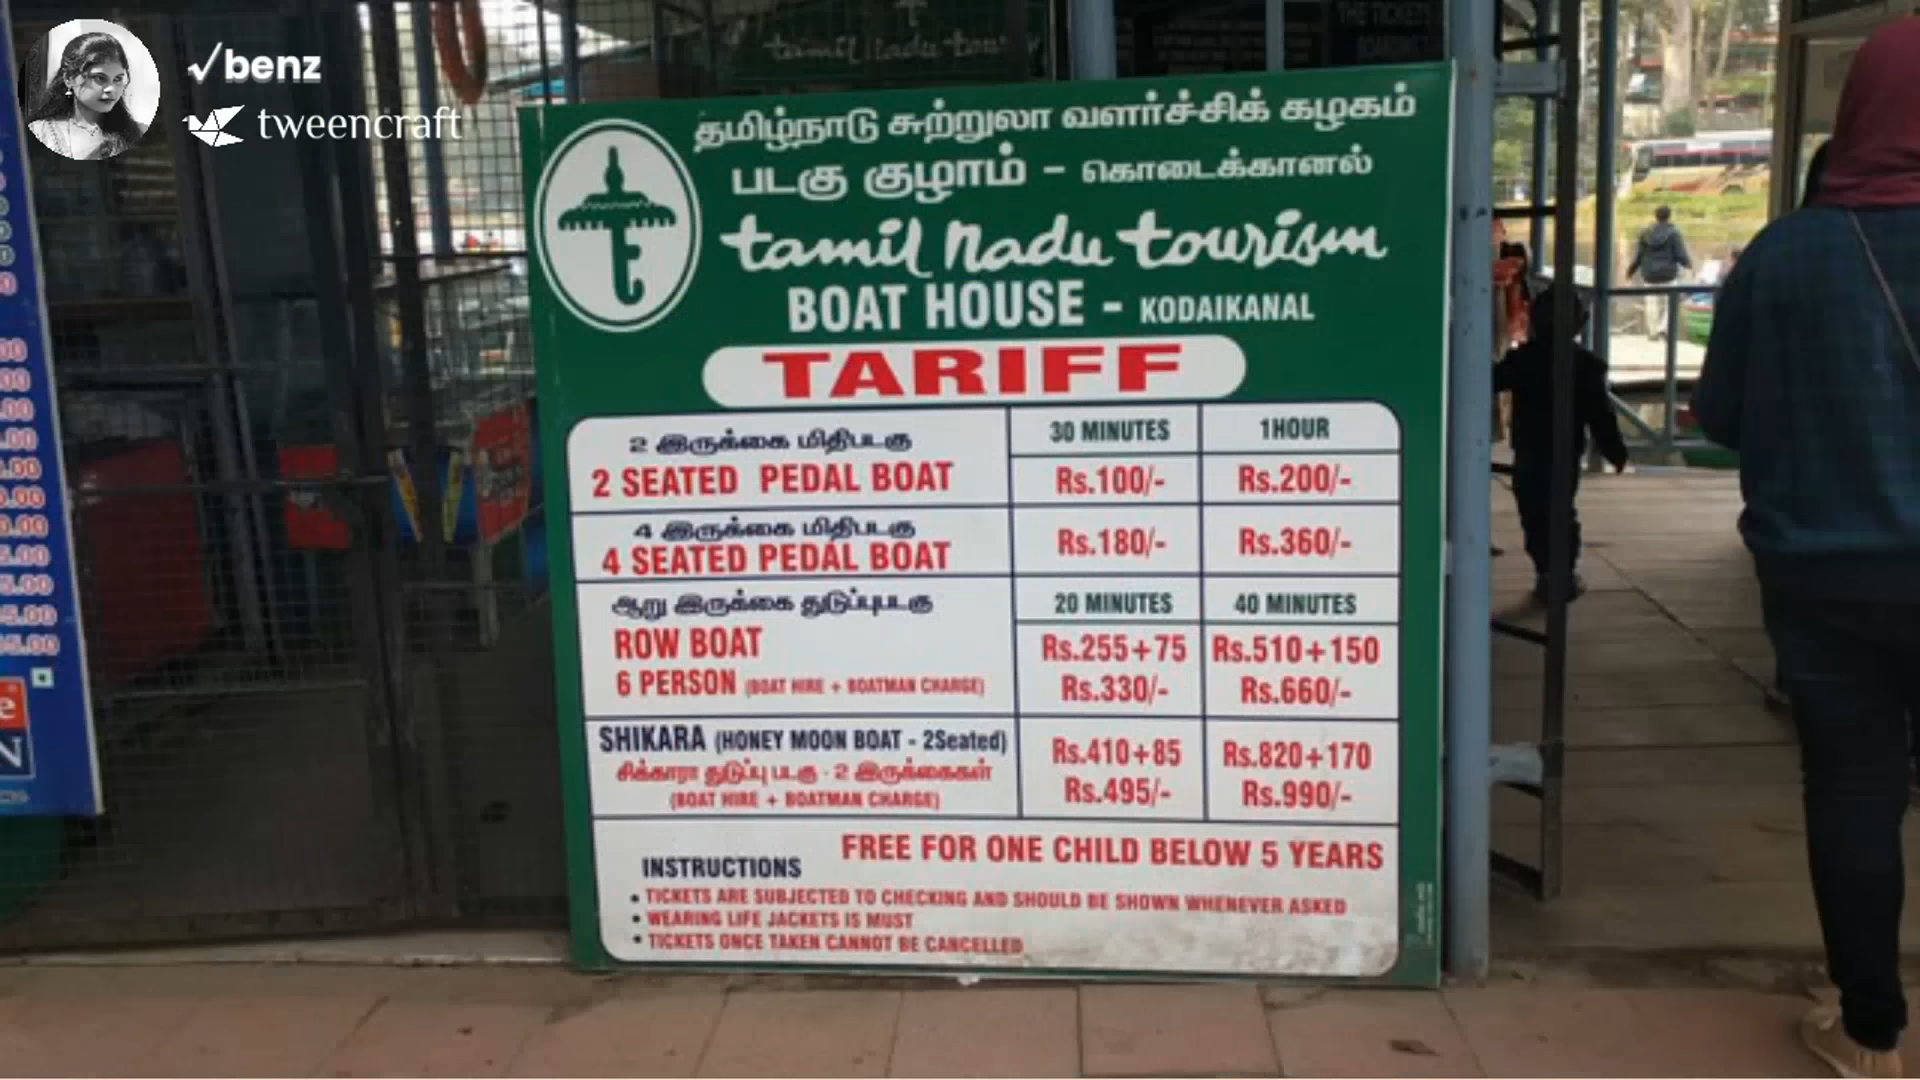 √benz
tweencraft
தமிழ்நாடு சுற்றுலா வளர்ச்சிக் கழகம்
படகு குழாம் - கொடைக்கானல்
tamil nadu tourism
BOAT HOUSE - KODAIKANAL
TARIFF
2 இருக்கை மிதிபடகு
30 MINUTES 1HOUR
2 SEATED PEDAL BOAT Rs.100/- Rs.200/-
4 இருக்கை மிதிபடகு
4 SEATED PEDAL BOAT Rs.180/- Rs.360/-
ஆறு இருக்கை துடுப்புபடகு 20 MINUTES 40 MINUTES
ROW BOAT Rs.255+75 Rs.510+150
6 PERSON (BOAT HIRE + BOATMAN CHARGE) Rs.330/- Rs.660/-
SHIKARA (HONEY MOON BOAT - 2Seated) Rs.410+85 Rs.820+170
சிக்காரா துடுப்பு படகு - 2 இருக்கைகள்
(BOAT HIRE + BOATMAN CHARGE) Rs.495/- Rs.990/-
FREE FOR ONE CHILD BELOW 5 YEARS
INSTRUCTIONS
• TICKETS ARE SUBJECTED TO CHECKING AND SHOULD BE SHOWN WHENEVER ASKED
• WEARING LIFE JACKETS IS MUST
• TICKETS ONCE TAKEN CANNOT BE CANCELLED
THE TICKETS